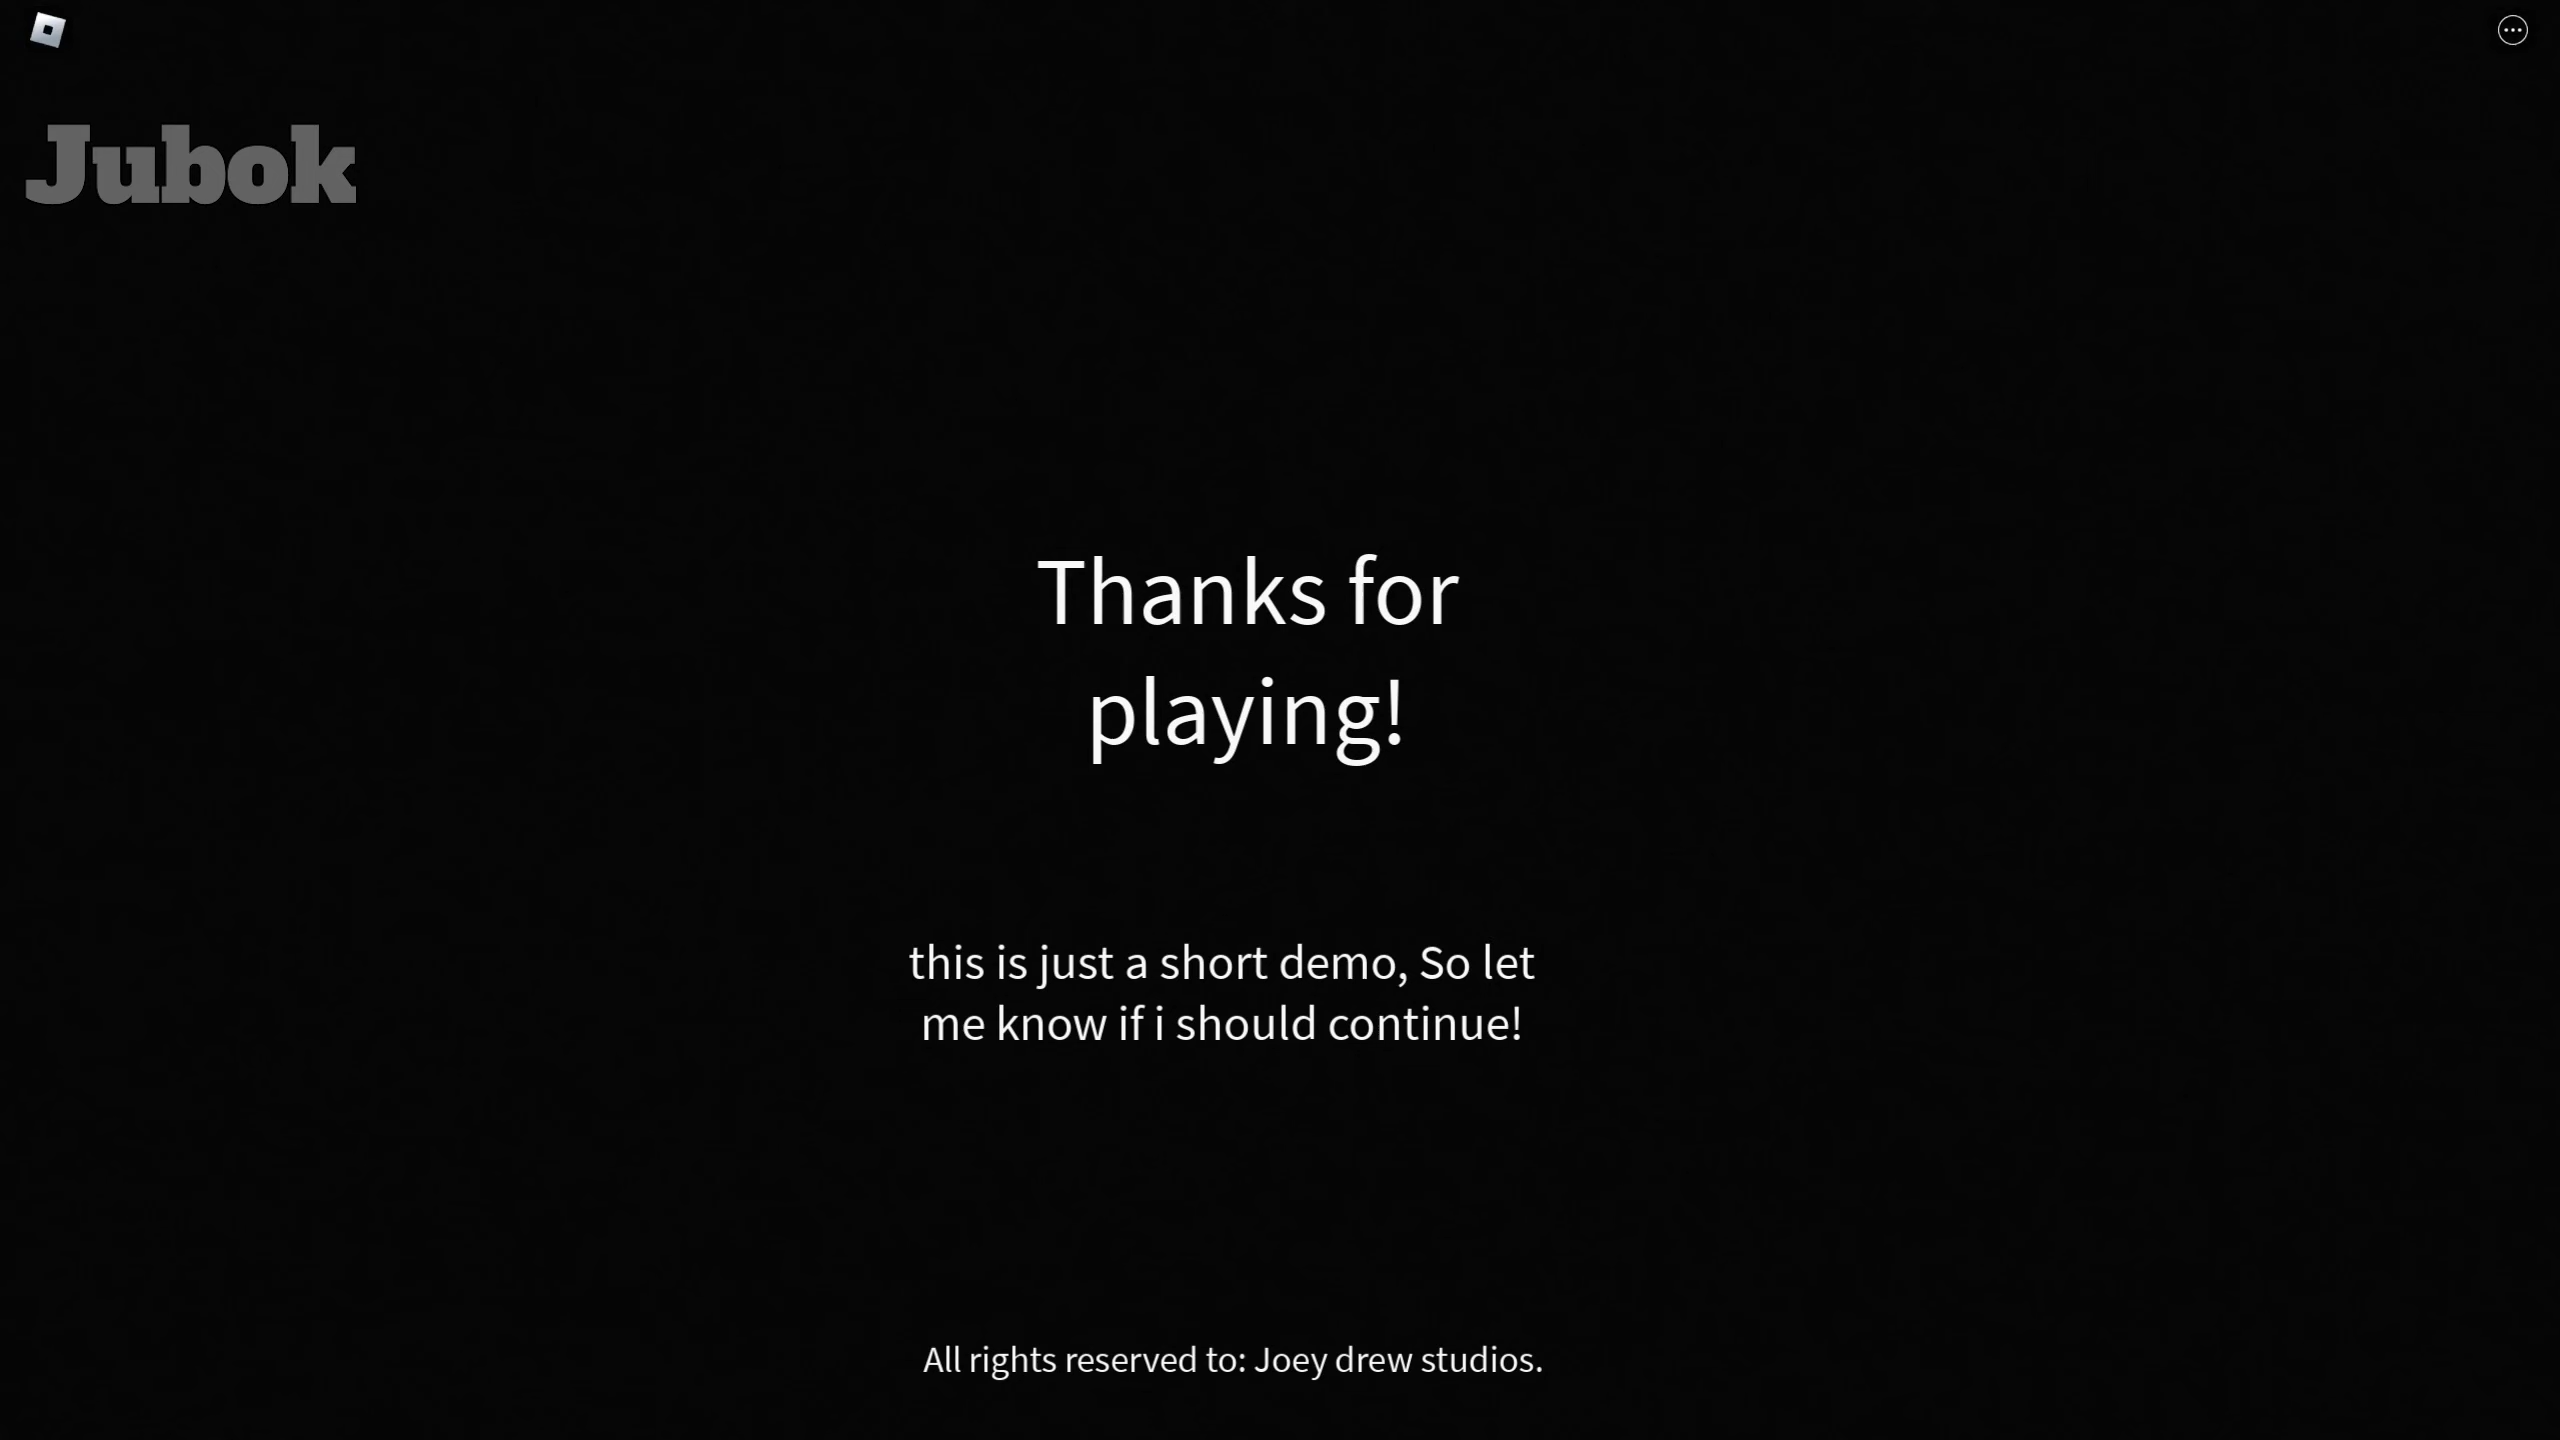 Jubok
Thanks for
playing!
this is just a short demo, So let
me know if i should continue!
All rights reserved to: Joey drew studios.